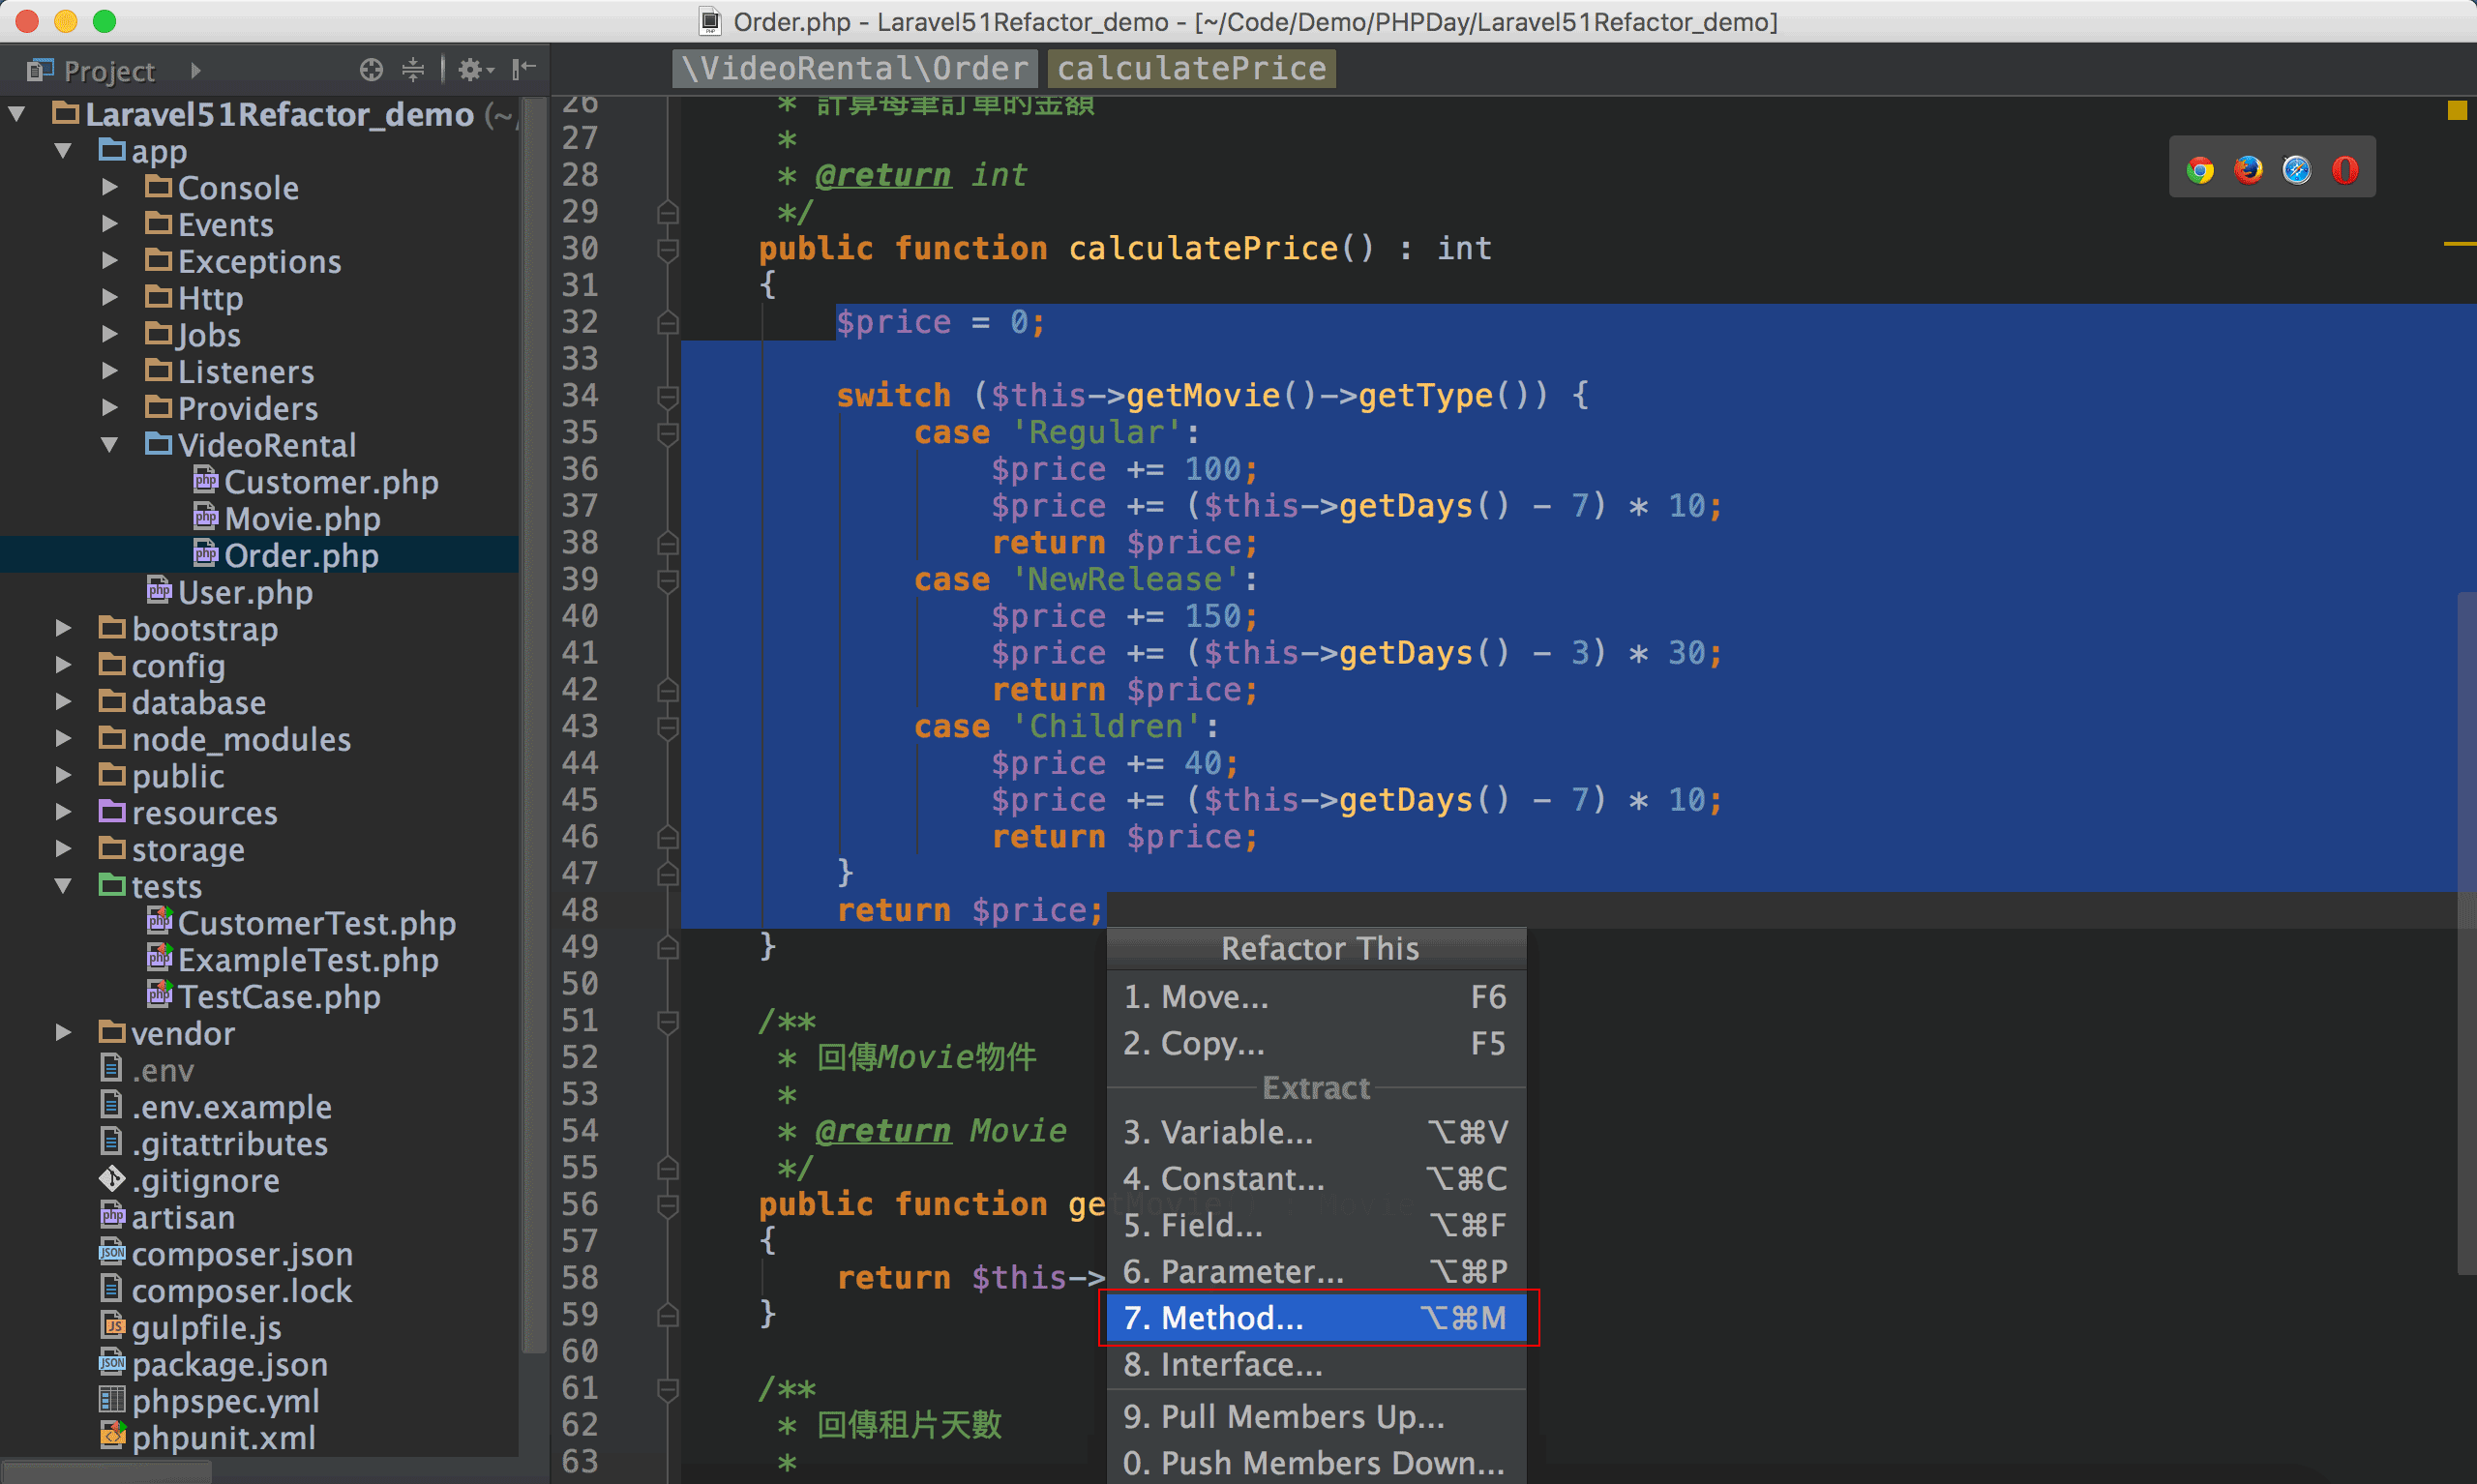 Order.php - Laravel51Refactor_demo - [~/Code/Demo/PHPDay/Laravel51Refactor_demo]
Project
Laravel51Refactor_demo (~/
app
Console
Events
Exceptions
Http
Jobs
Listeners
Providers
VideoRental
Customer.php
Movie.php
Order.php
User.php
bootstrap
config
database
node_modules
public
resources
storage
tests
CustomerTest.php
ExampleTest.php
TestCase.php
vendor
.env
.env.example
.gitattributes
.gitignore
artisan
composer.json
composer.lock
gulpfile.js
package.json
phpspec.yml
phpunit.xml
\VideoRental\Order calculatePrice
26 * 計算每筆訂單的金額
27 *
28 * @return int
29 */
30 public function calculatePrice() : int
31 {
32 $price = 0;
33
34 switch ($this->getMovie()->getType()) {
35 case 'Regular':
36 $price += 100;
37 $price += ($this->getDays() - 7) * 10;
38 return $price;
39 case 'NewRelease':
40 $price += 150;
41 $price += ($this->getDays() - 3) * 30;
42 return $price;
43 case 'Children':
44 $price += 40;
45 $price += ($this->getDays() - 7) * 10;
46 return $price;
47 }
48 return $price;
49 }
50
51 /**
52 * 回傳Movie物件
53 *
54 * @return Movie
55 */
56 public function getMovie
57 {
58 return $this->
59 }
60
61 /**
62 * 回傳租片天數
63 *
Refactor This
1. Move... F6
2. Copy... F5
Extract
3. Variable... ⌥⌘V
4. Constant... ⌥⌘C
5. Field... ⌥⌘F
6. Parameter... ⌥⌘P
7. Method... ⌥⌘M
8. Interface...
9. Pull Members Up...
0. Push Members Down...